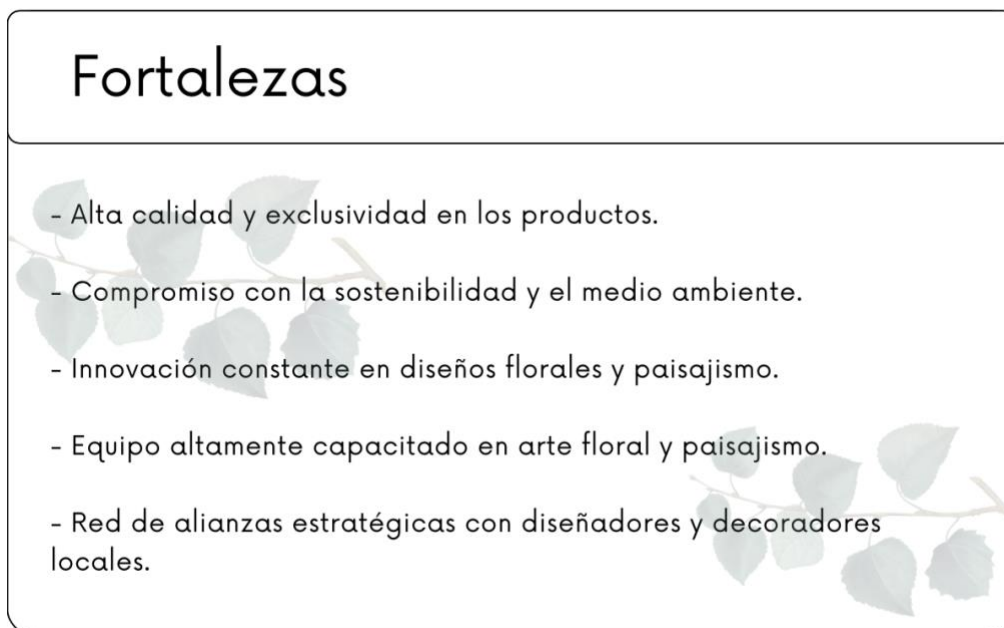 Fortalezas
- Alta calidad y exclusividad en los productos.
- Compromiso con la sostenibilidad y el medio ambiente.
- Innovación constante en diseños florales y paisajismo.
- Equipo altamente capacitado en arte floral y paisajismo.
- Red de alianzas estratégicas con diseñadores y decoradores
locales.